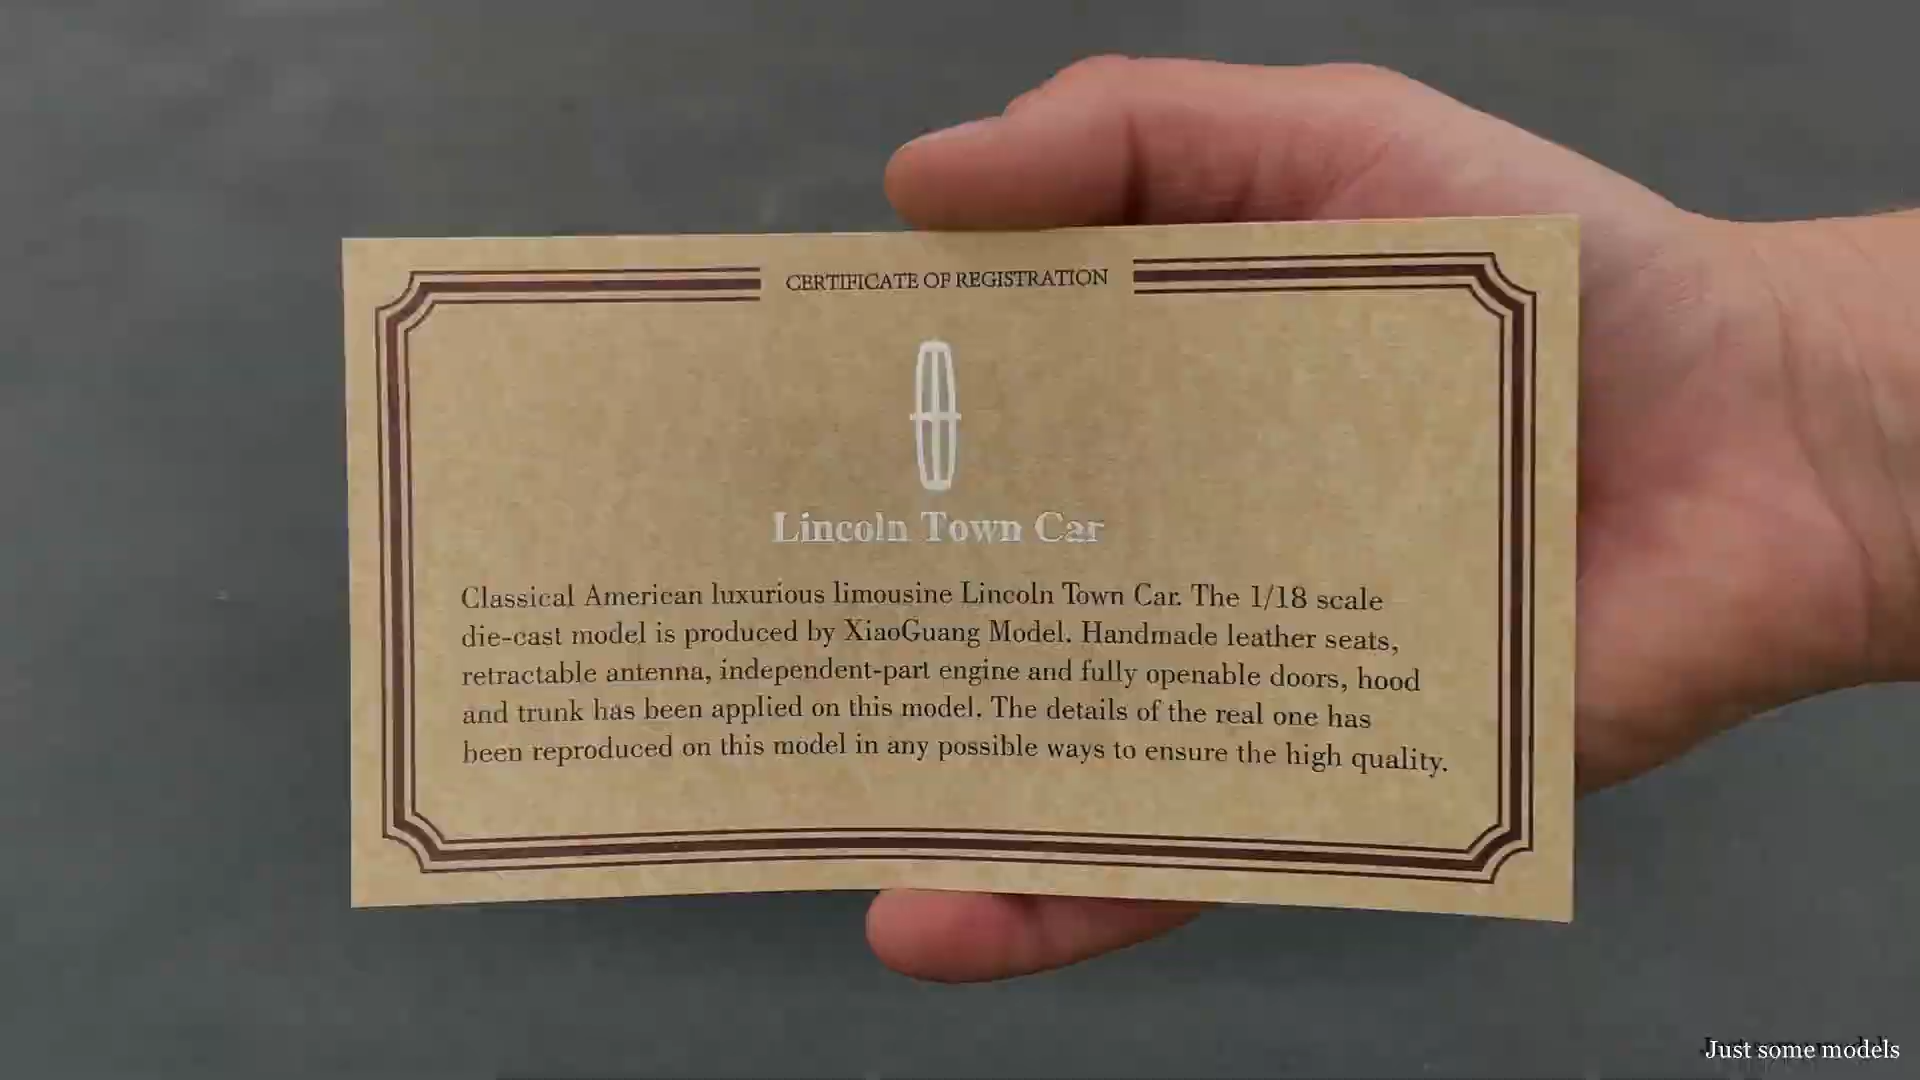 CERTIFICATE OF REGISTRATION
Lincoln Town Car
Classical American luxurious limousine Lincoln Town Car. The 1/18 scale
die-cast model is produced by XiaoGuang Model. Handmade leather seats,
retractable antenna, independent-part engine and fully openable doors, hood
and trunk has been applied on this model. The details of the real one has
been reproduced on this model in any possible ways to ensure the high quality.
Just some models